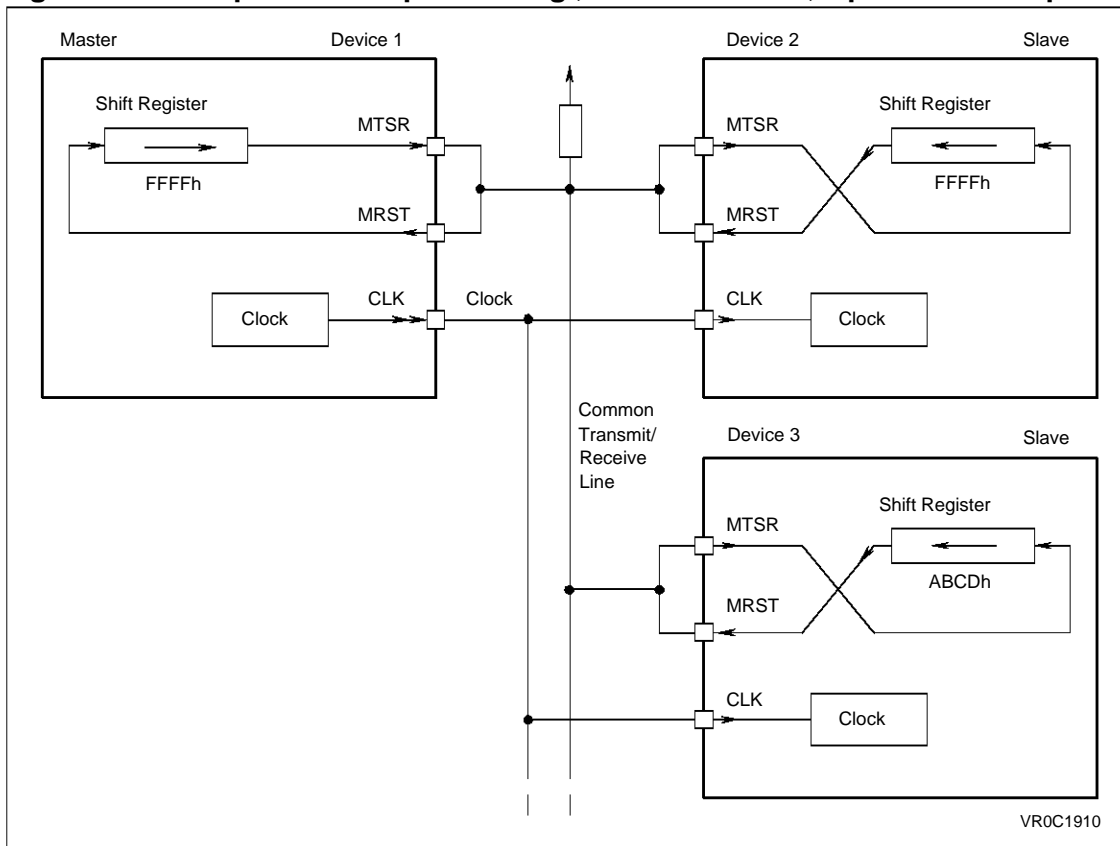 Master Device 1
Shift Register
MTSR
FFFFh
MRST
CLK
Clock
Clock
Device 2 Slave
Shift Register
MTSR
FFFFh
MRST
CLK
Clock
Common
Transmit/
Receive
Line
Device 3 Slave
Shift Register
MTSR
ABCDh
MRST
CLK
Clock
VR0C1910